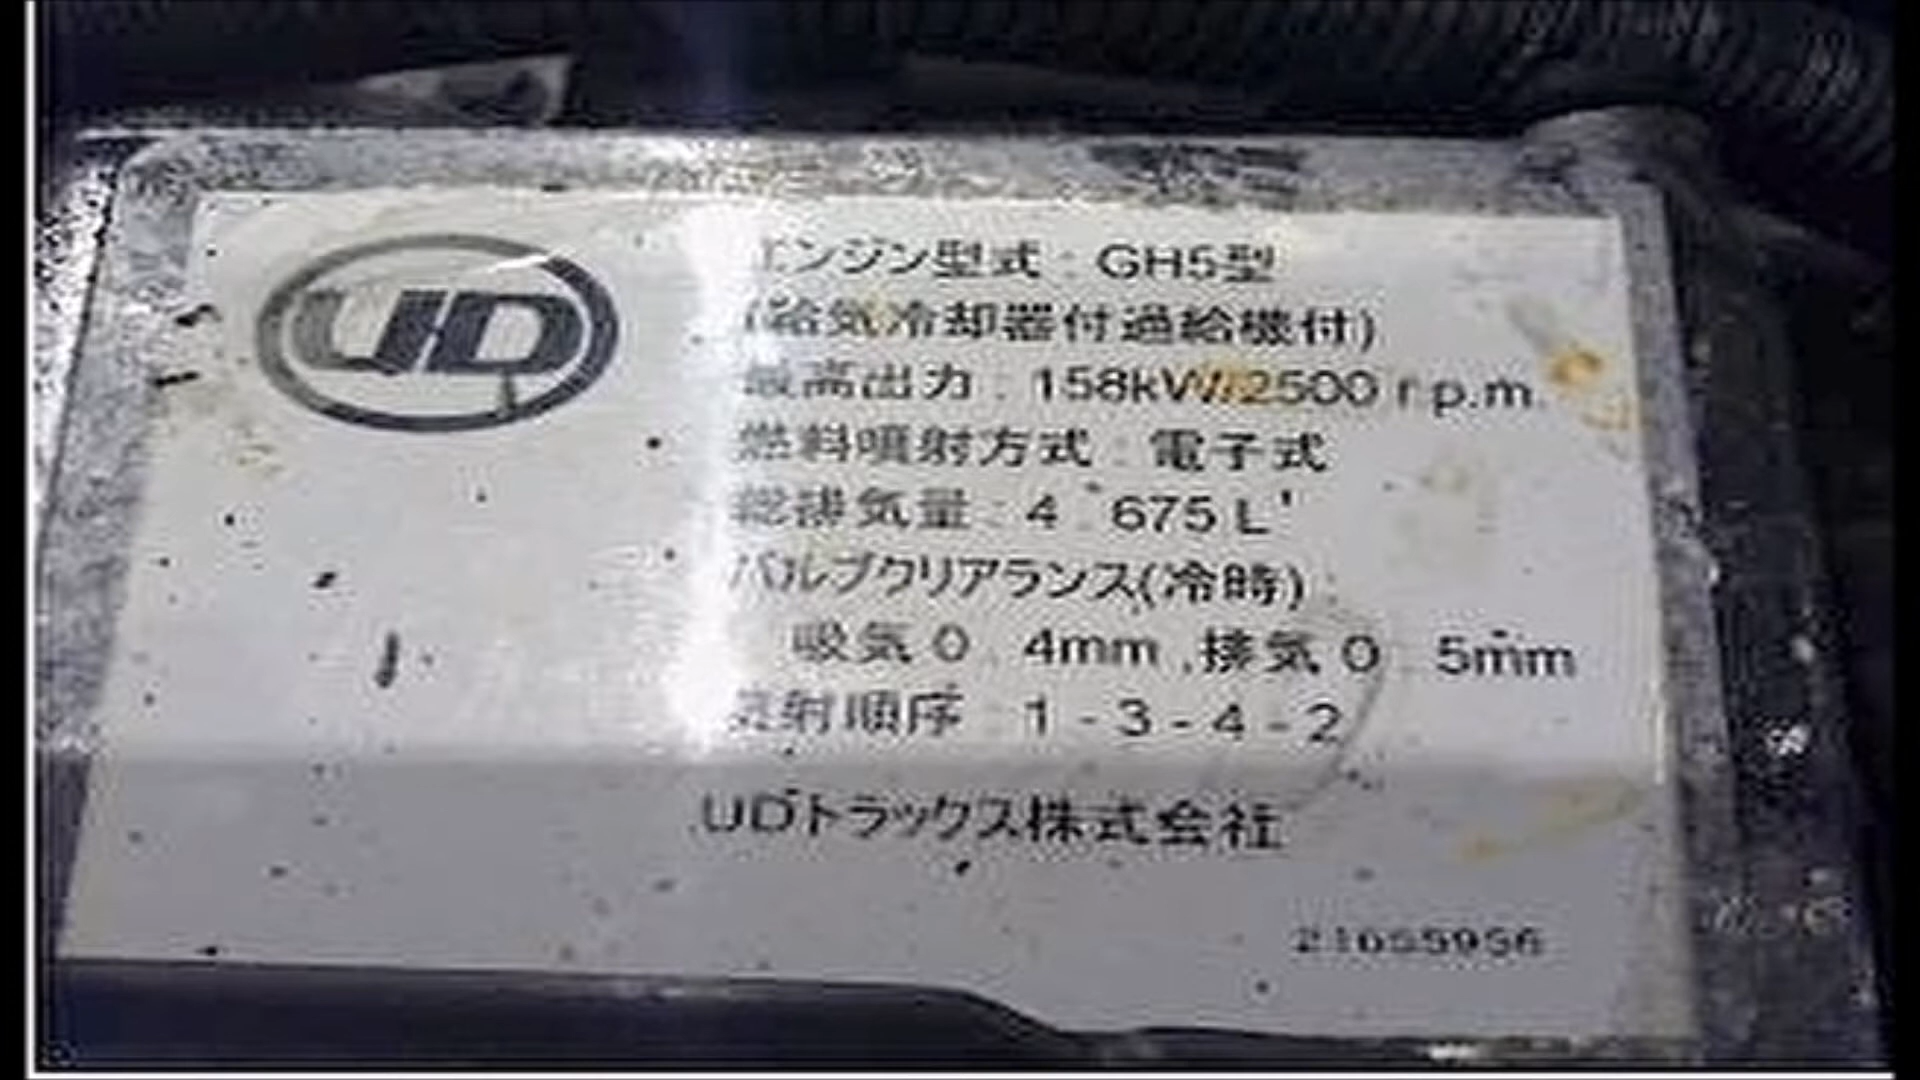 UD
エンジン型式：GH5型
(給気冷却器付過給機付)
最高出力：158kW/2500 r.p.m.
燃料噴射方式：電子式
総排気量：4．675 L
バルブクリアランス(冷時)：
吸気0．4mm,排気0．5mm
噴射順序：1-3-4-2
UDトラックス株式会社